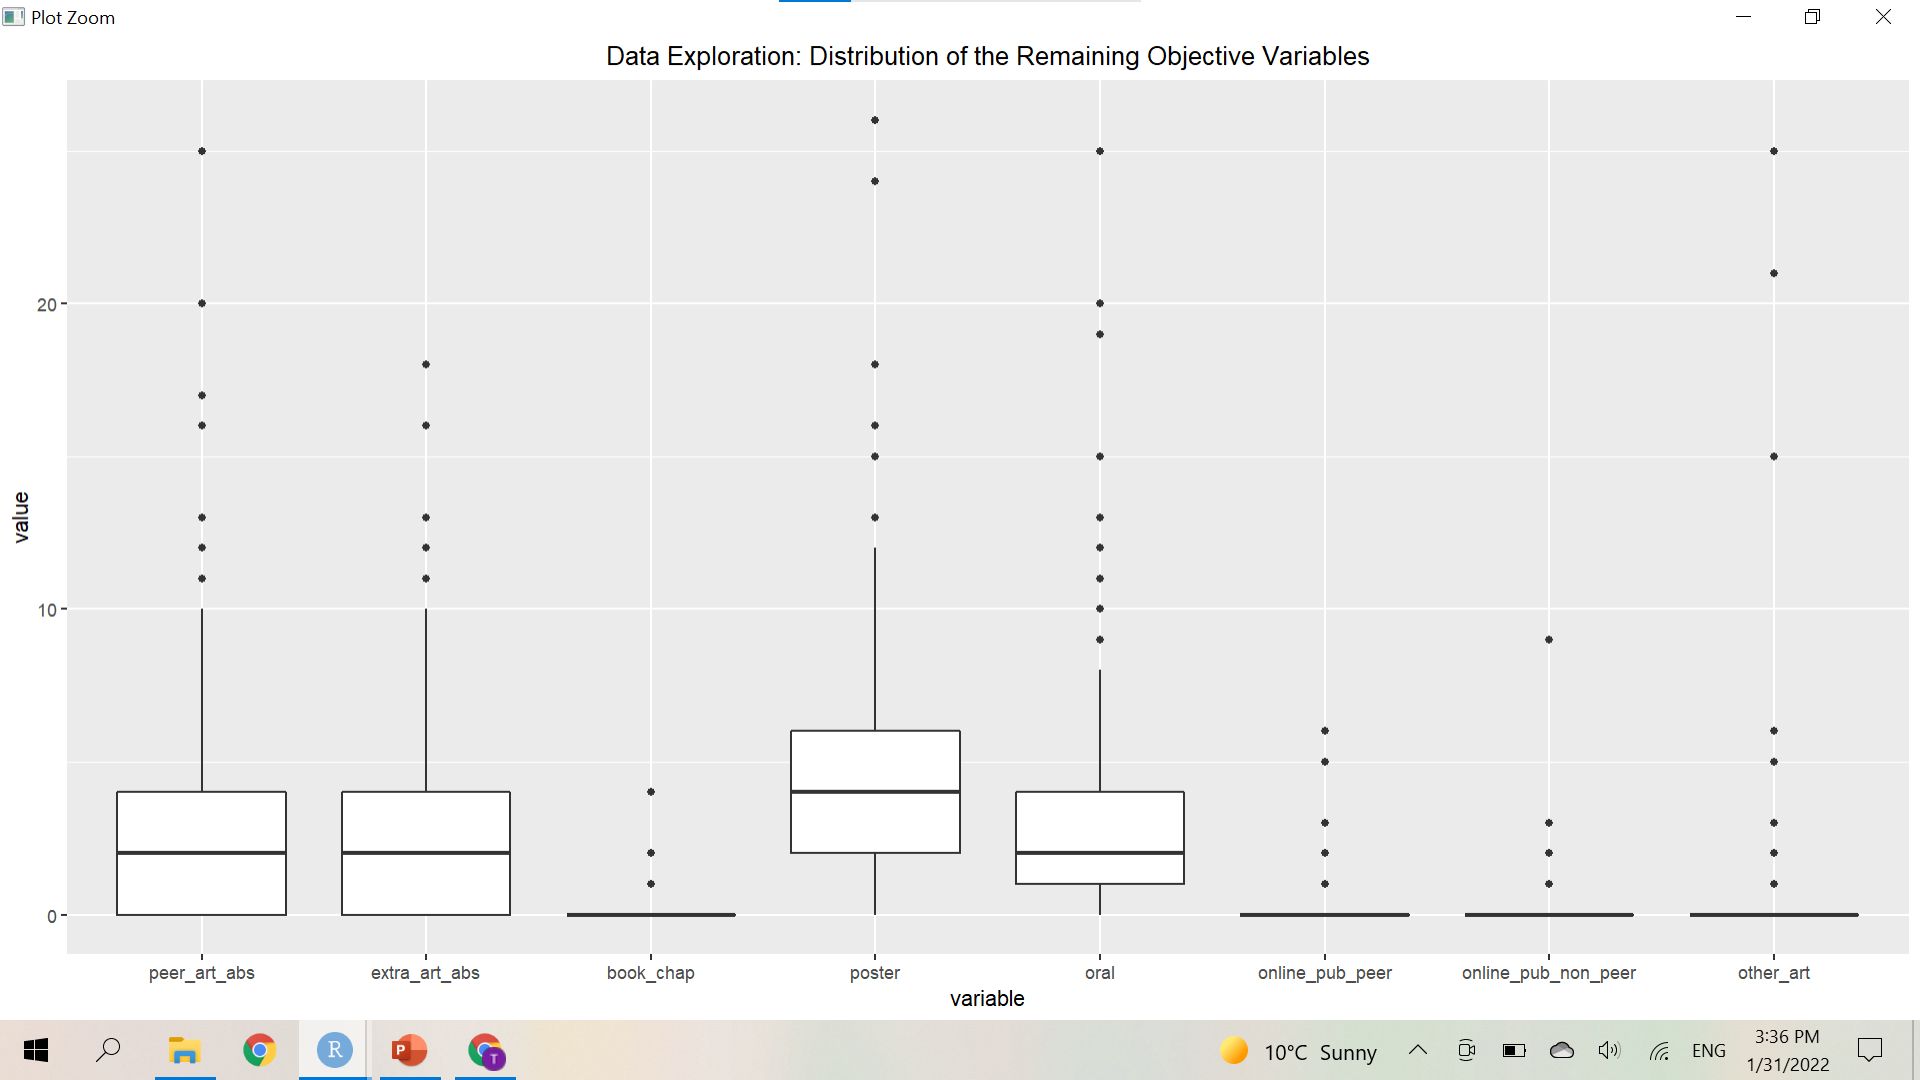 Plot Zoom
Data Exploration: Distribution of the Remaining Objective Variables
value
20
10
0
peer_art_abs extra_art_abs book_chap poster oral online_pub_peer online_pub_non_peer other_art
variable
R
P
T
10°C Sunny
ENG
3:36 PM
1/31/2022